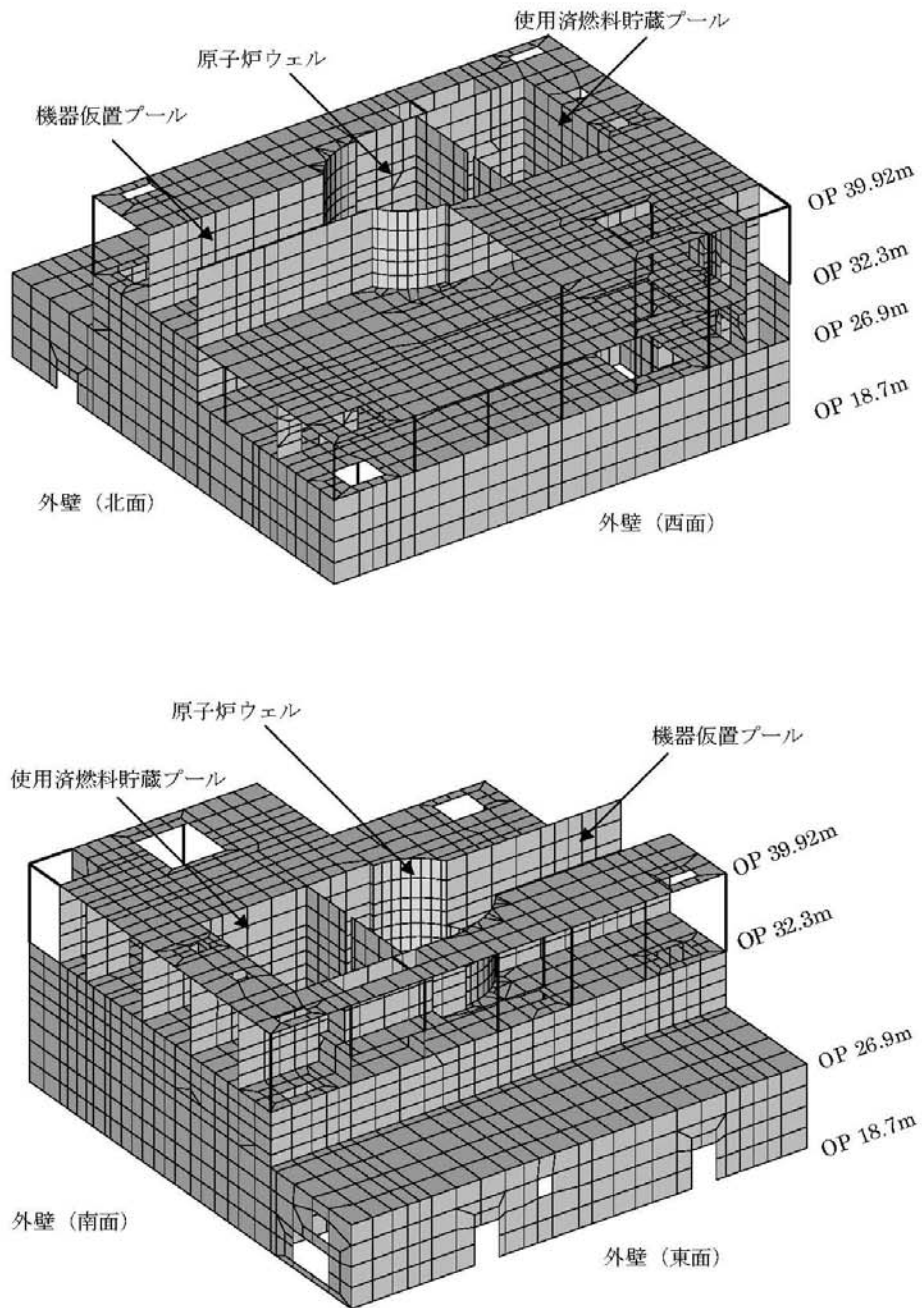 使用済燃料貯蔵プール
原子炉ウェル
機器仮置プール
OP 39.92m
OP 32.3m
OP 26.9m
OP 18.7m
外壁（北面）
外壁（西面）
原子炉ウェル
機器仮置プール
使用済燃料貯蔵プール
OP 39.92m
OP 32.3m
OP 26.9m
OP 18.7m
外壁（南面）
外壁（東面）